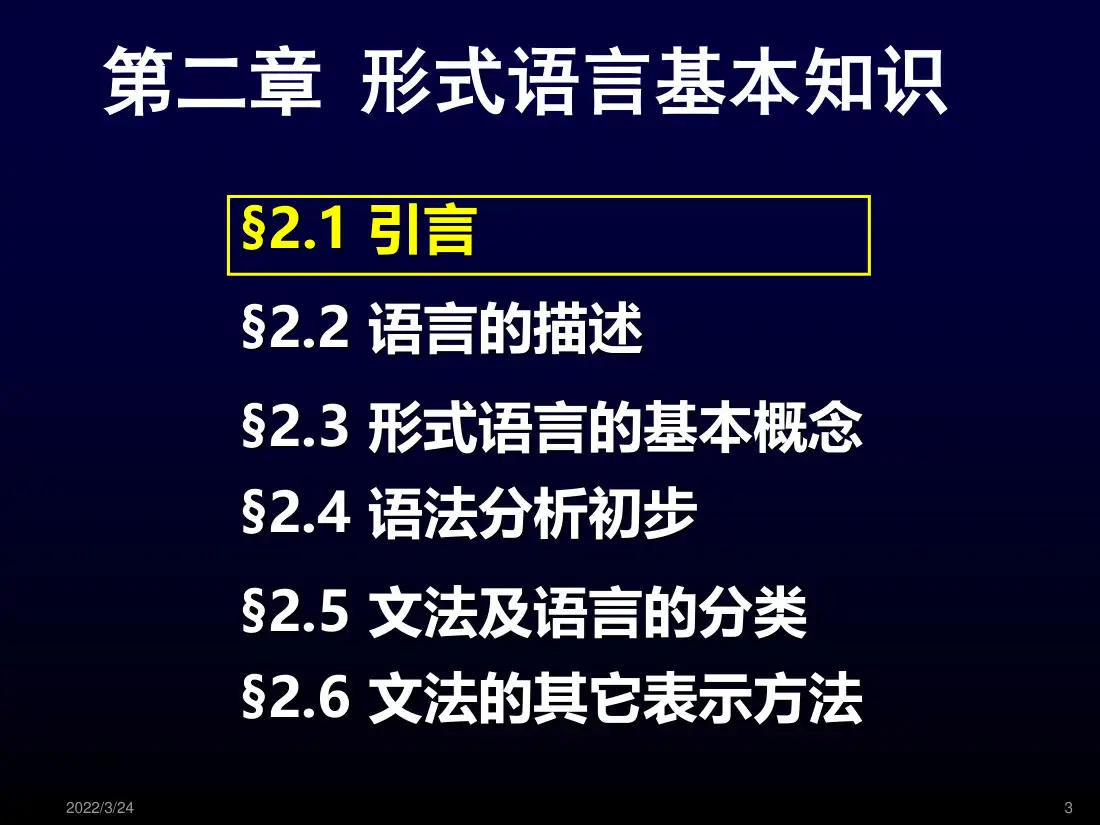 第二章 形式语言基本知识
§2.1 引言
§2.2 语言的描述
§2.3 形式语言的基本概念
§2.4 语法分析初步
§2.5 文法及语言的分类
§2.6 文法的其它表示方法
2022/3/24
3